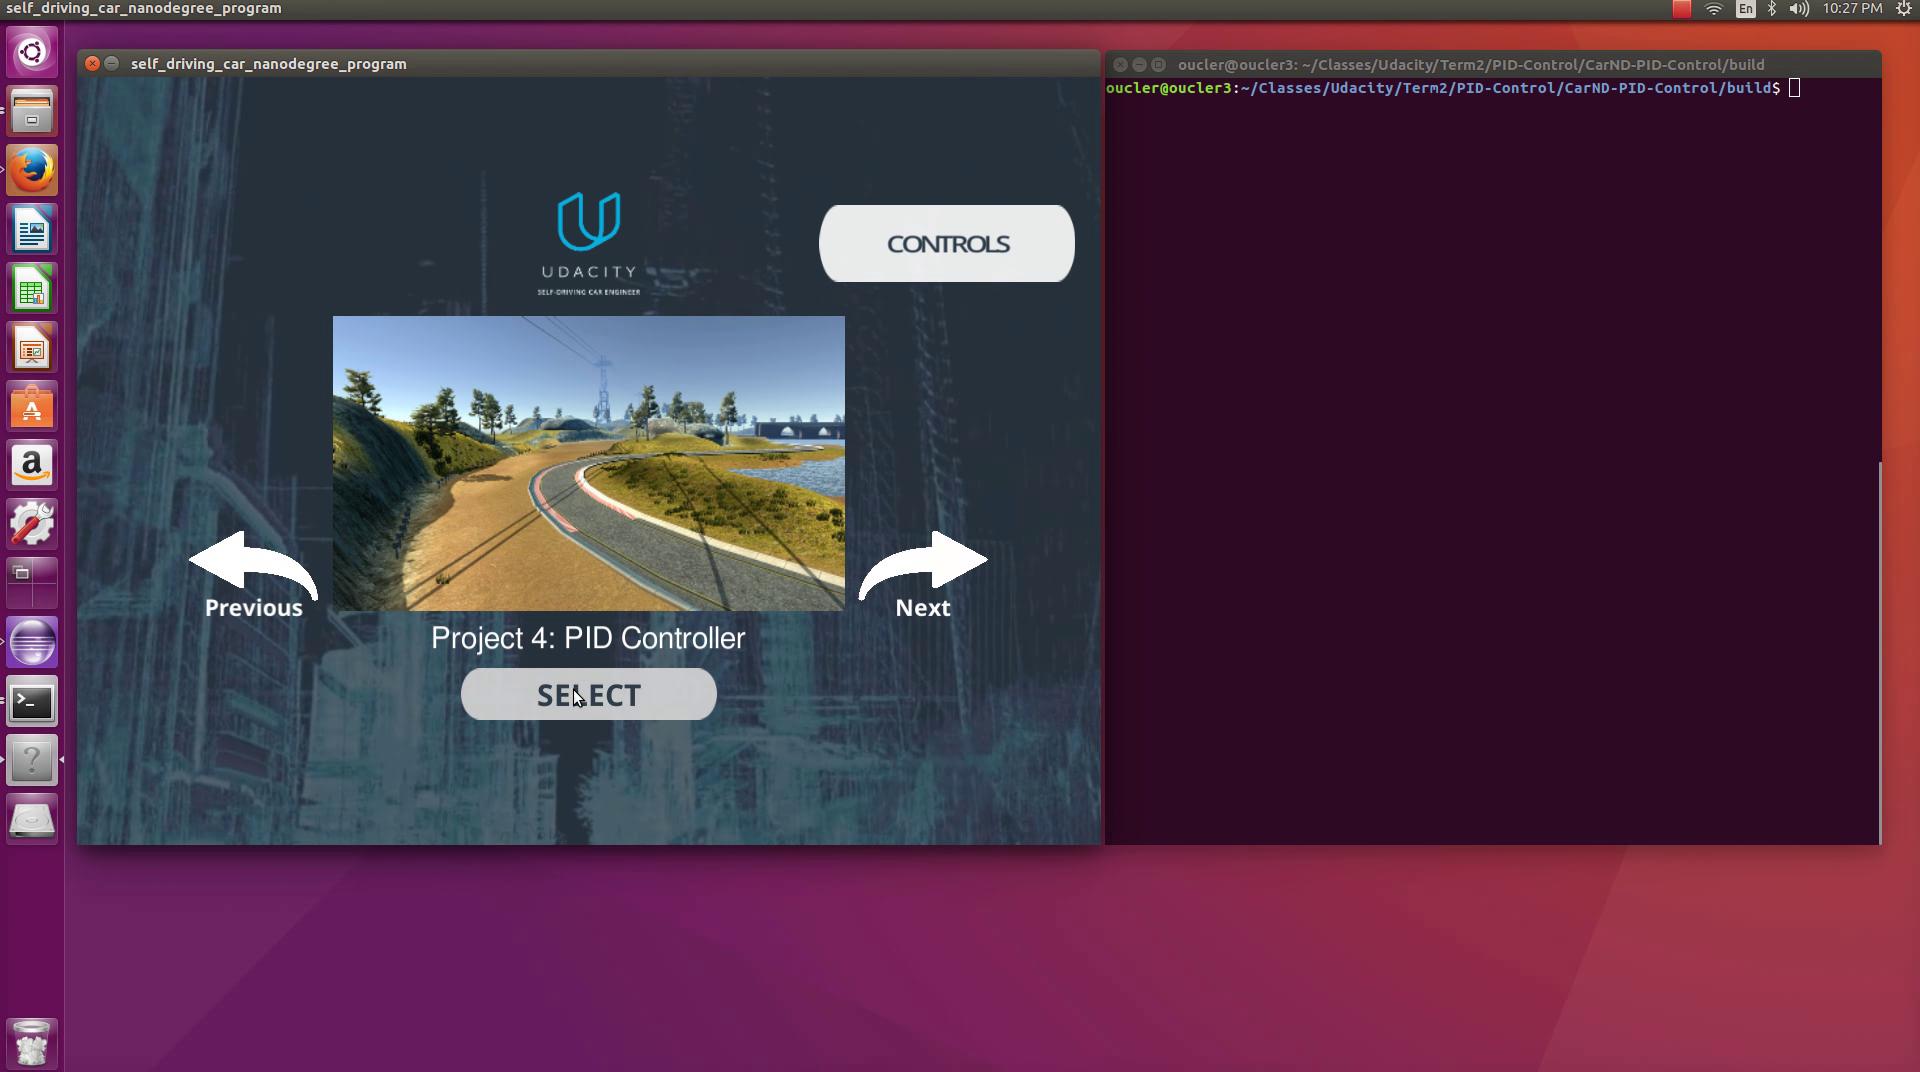 self_driving_car_nanodegree_program
En
10:27 PM
self_driving_car_nanodegree_program
UDACITY
SELF-DRIVING CAR ENGINEER
CONTROLS
Previous
Next
Project 4: PID Controller
SELECT
oucler@oucler3: ~/Classes/Udacity/Term2/PID-Control/CarND-PID-Control/build
oucler@oucler3:~/Classes/Udacity/Term2/PID-Control/CarND-PID-Control/build$